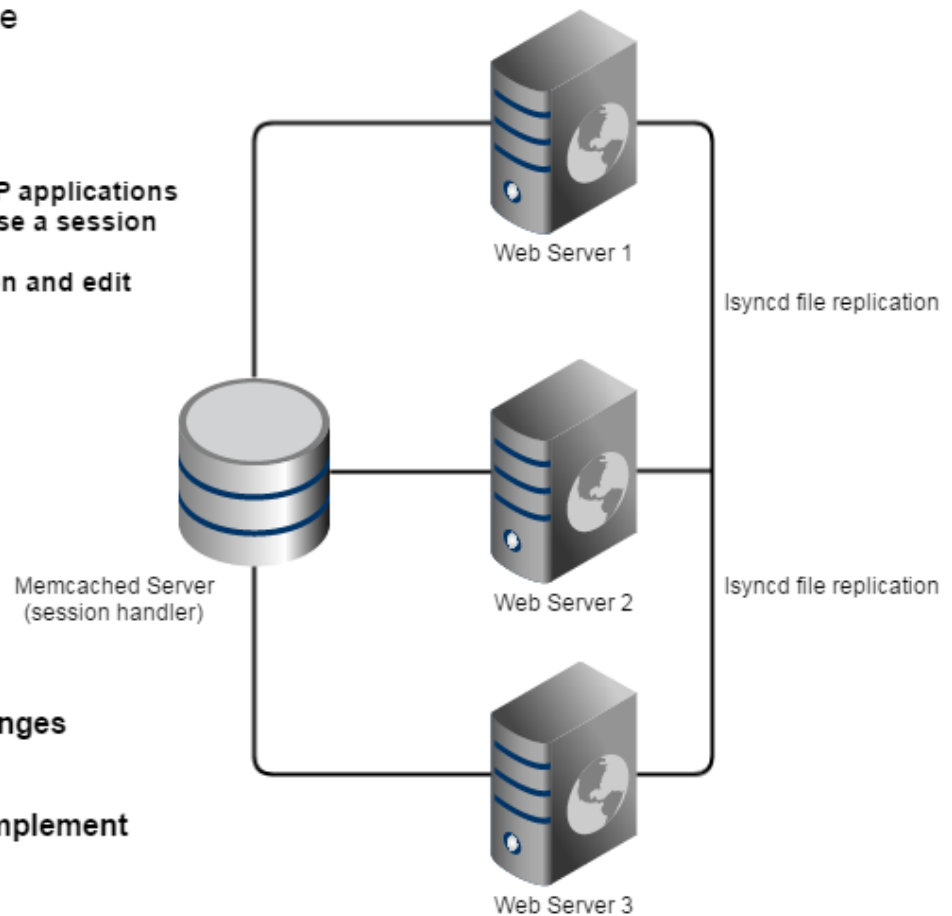 e
P applications
se a session
n and edit
Web Server 1
lsyncd file replication
Memcached Server
(session handler)
Web Server 2
lsyncd file replication
nges
mplement
Web Server 3